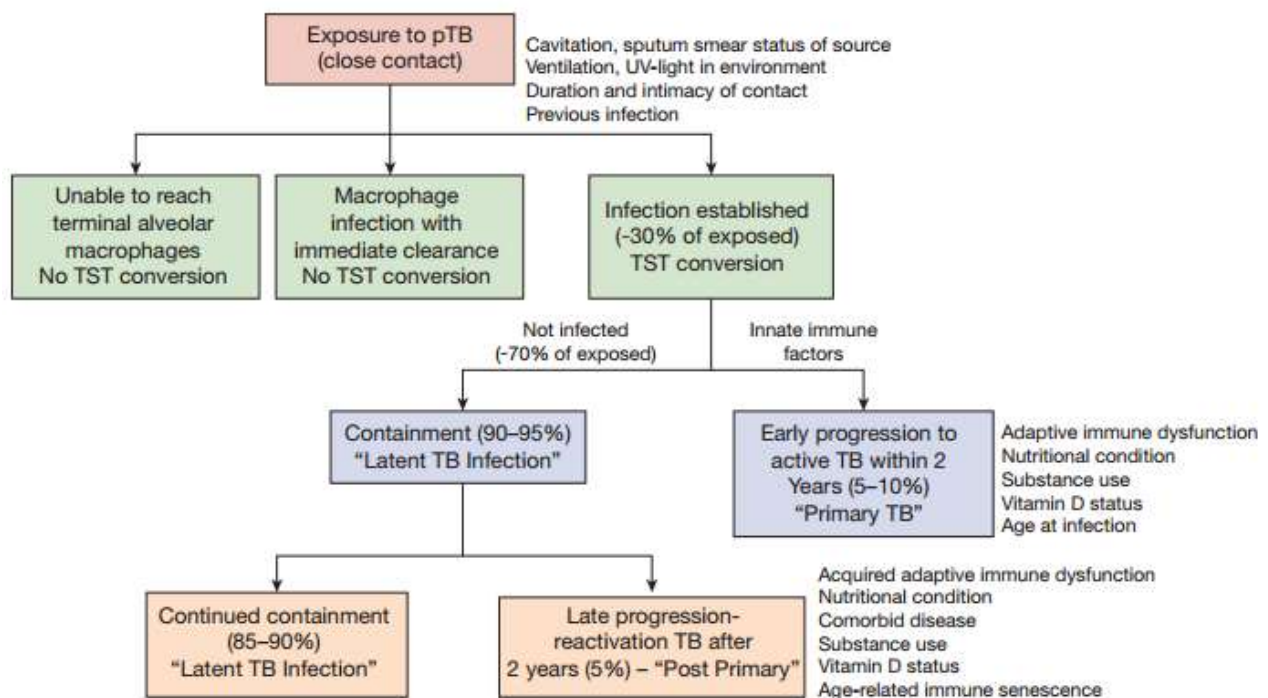 Exposure to pTB
(close contact)
Cavitation, sputum smear status of source
Ventilation, UV-light in environment
Duration and intimacy of contact
Previous infection
Unable to reach
terminal alveolar
macrophages
No TST conversion
Macrophage
infection with
immediate clearance
No TST conversion
Infection established
(-30% of exposed)
TST conversion
Not infected
(-70% of exposed)
Innate immune
factors
Containment (90–95%)
“Latent TB Infection”
Early progression to
active TB within 2
Years (5–10%)
“Primary TB”
Adaptive immune dysfunction
Nutritional condition
Substance use
Vitamin D status
Age at infection
Continued containment
(85–90%)
“Latent TB Infection”
Late progression-
reactivation TB after
2 years (5%) – “Post Primary”
Acquired adaptive immune dysfunction
Nutritional condition
Comorbid disease
Substance use
Vitamin D status
Age-related immune senescence